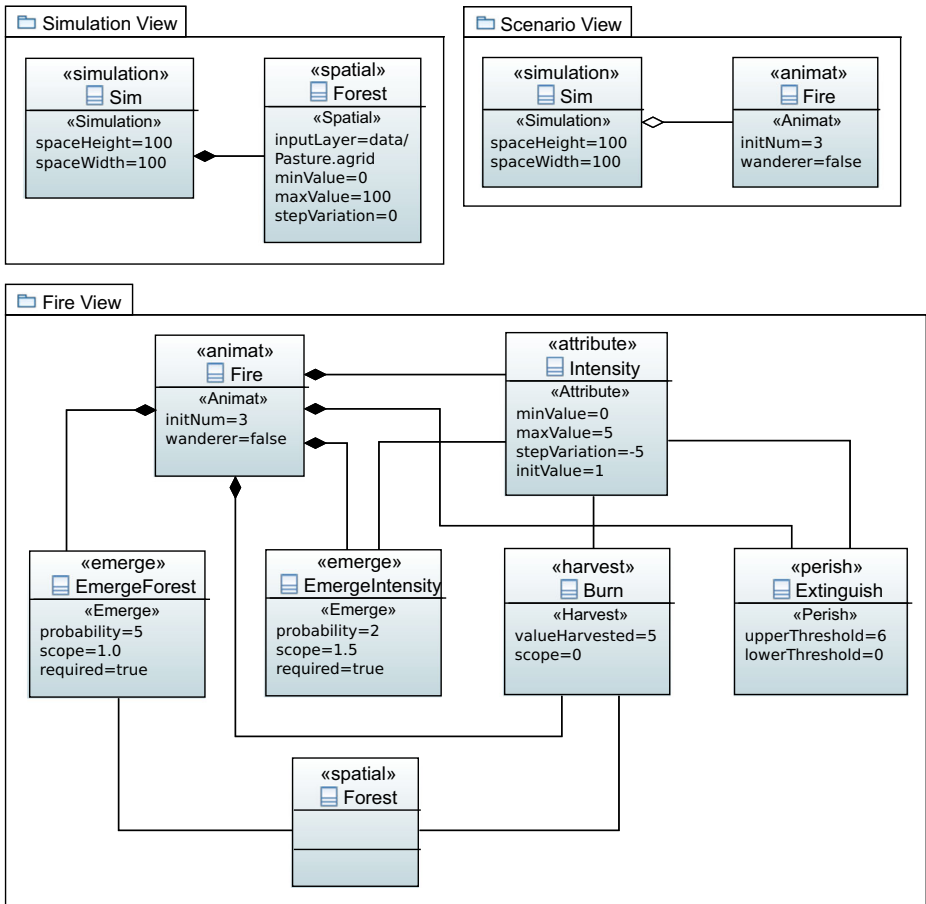 Simulation View
«simulation»
Sim
«Simulation»
spaceHeight=100
spaceWidth=100
«spatial»
Forest
«Spatial»
inputLayer=data/
Pasture.agrid
minValue=0
maxValue=100
stepVariation=0
Scenario View
«simulation»
Sim
«Simulation»
spaceHeight=100
spaceWidth=100
«animat»
Fire
«Animat»
initNum=3
wanderer=false
Fire View
«animat»
Fire
«Animat»
initNum=3
wanderer=false
«attribute»
Intensity
«Attribute»
minValue=0
maxValue=5
stepVariation=-5
initValue=1
«emerge»
EmergeForest
«Emerge»
probability=5
scope=1.0
required=true
«emerge»
EmergeIntensity
«Emerge»
probability=2
scope=1.5
required=true
«harvest»
Burn
«Harvest»
valueHarvested=5
scope=0
«perish»
Extinguish
«Perish»
upperThreshold=6
lowerThreshold=0
«spatial»
Forest